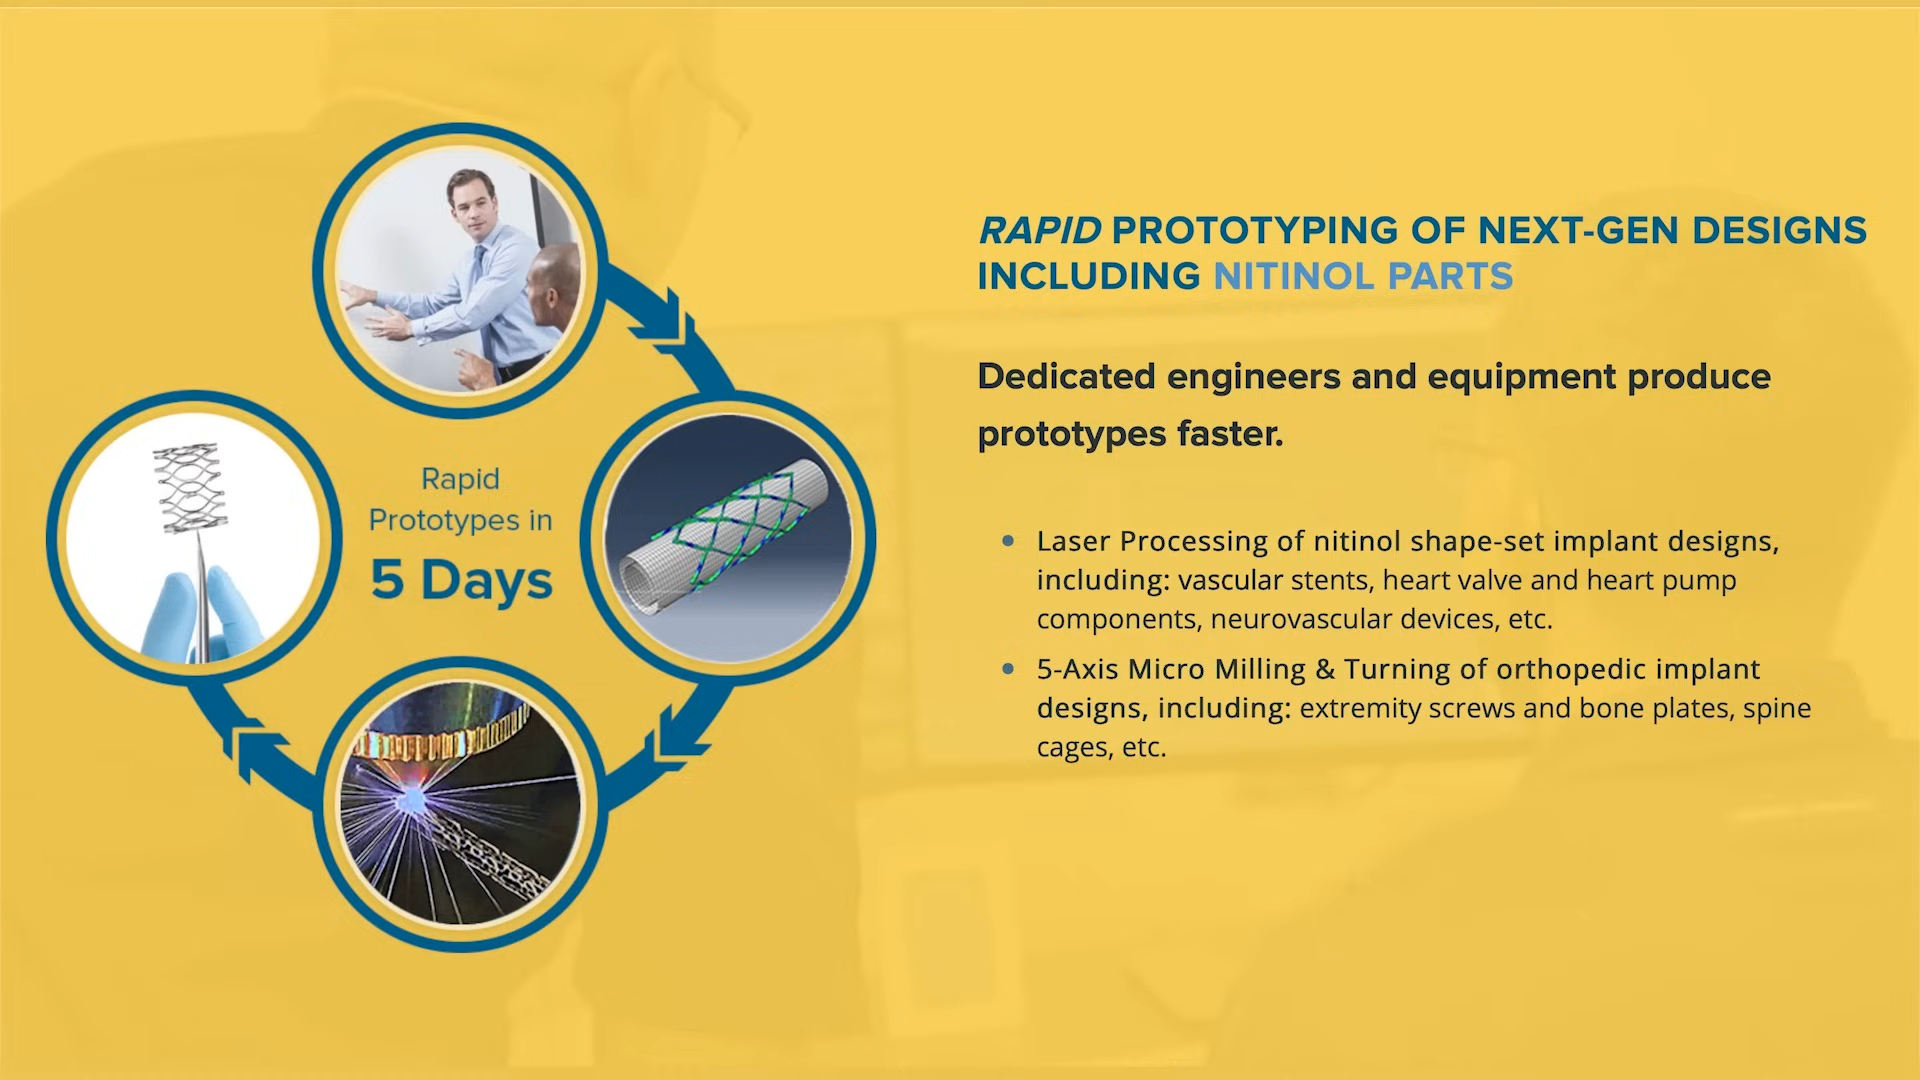 Rapid
Prototypes in
5 Days
RAPID PROTOTYPING OF NEXT-GEN DESIGNS
INCLUDING NITINOL PARTS
Dedicated engineers and equipment produce
prototypes faster.
Laser Processing of nitinol shape-set implant designs,
including: vascular stents, heart valve and heart pump
components, neurovascular devices, etc.
5-Axis Micro Milling & Turning of orthopedic implant
designs, including: extremity screws and bone plates, spine
cages, etc.